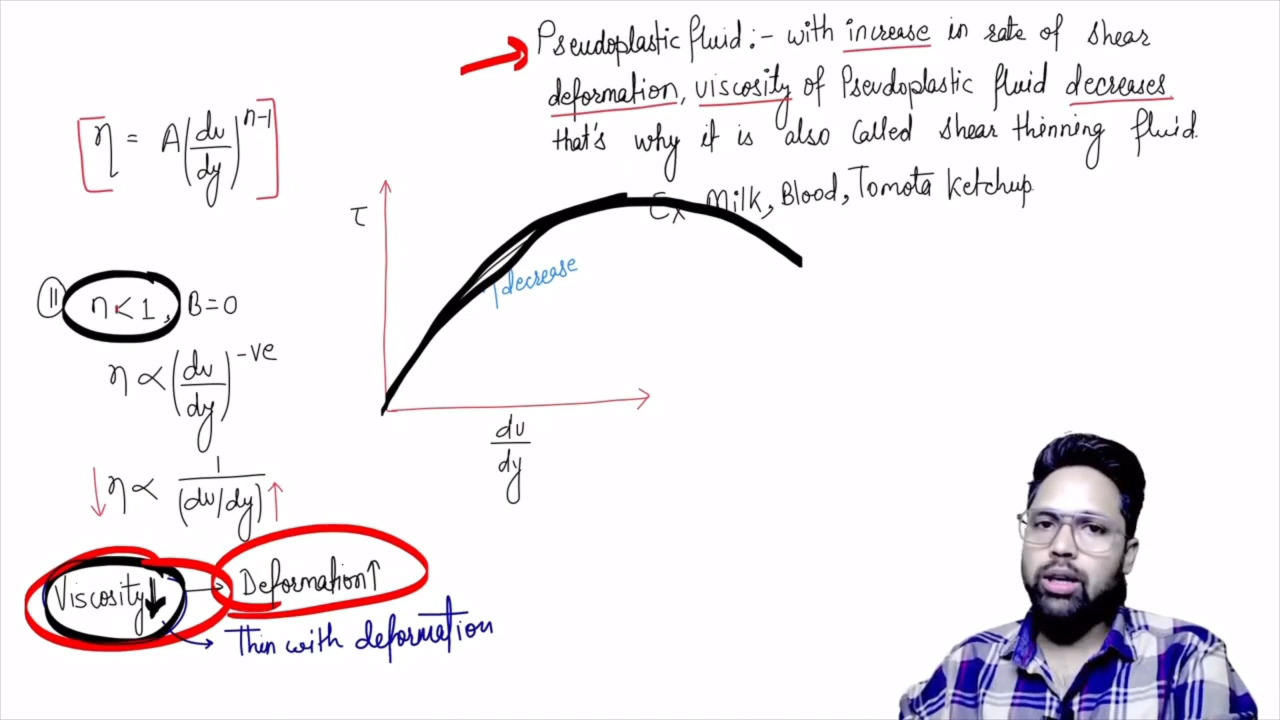 Pseudoplastic fluid :- with increase in rate of shear
deformation, viscosity of Pseudoplastic fluid decreases
that's why it is also called shear thinning fluid.
Ex Milk, Blood, Tomota Ketchup
[η = A(du/dy)^n-1]
τ
decrease
du/dy
II n<1, B=0
η ∝ (du/dy)^-ve
↓η ∝ 1/(du/dy)↑
Viscosity↓ → Deformation↑
→ Thin with deformation